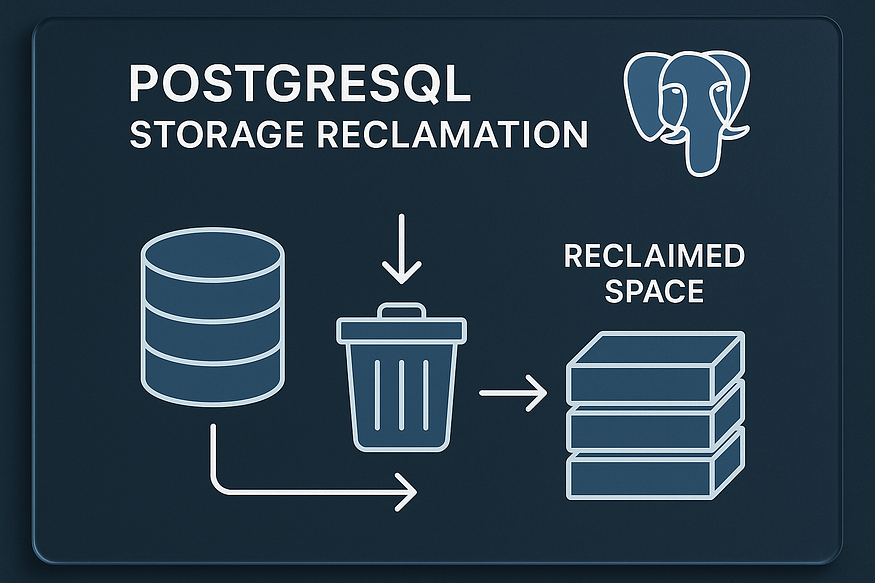 POSTGRESQL
STORAGE RECLAMATION
RECLAIMED
SPACE